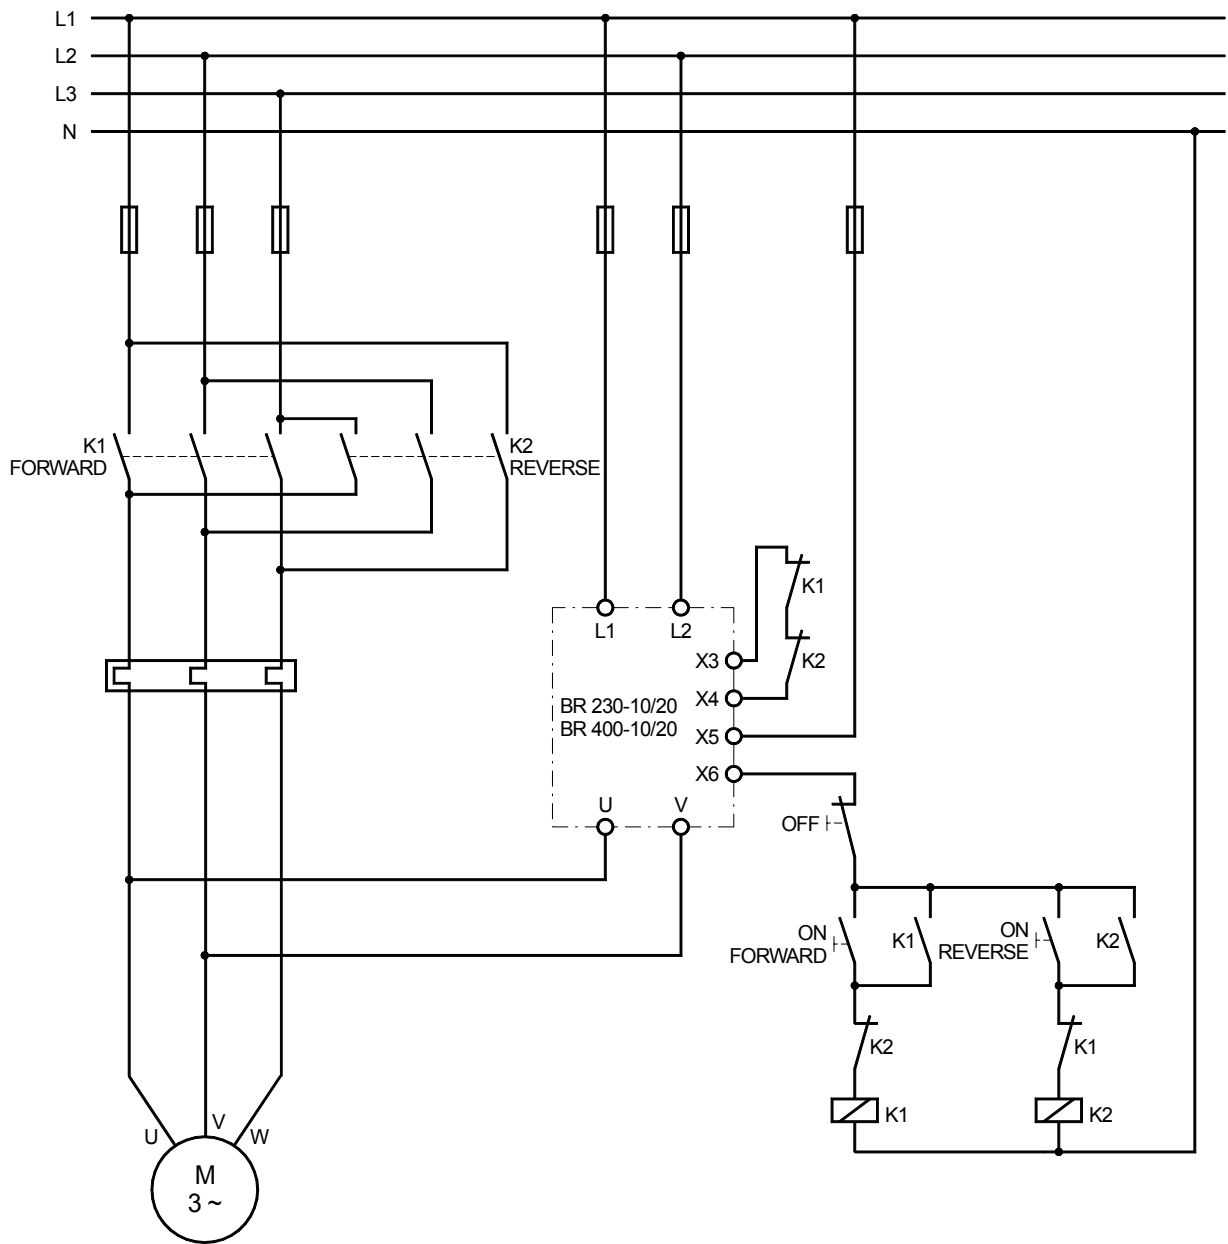 L1
L2
L3
N
K1
FORWARD
K2
REVERSE
K1
L1
L2
X3
K2
X4
BR 230-10/20
BR 400-10/20
X5
X6
U
V
OFF
ON
FORWARD
K1
ON
REVERSE
K2
K2
K1
K1
K2
U
V
W
M
3 ~